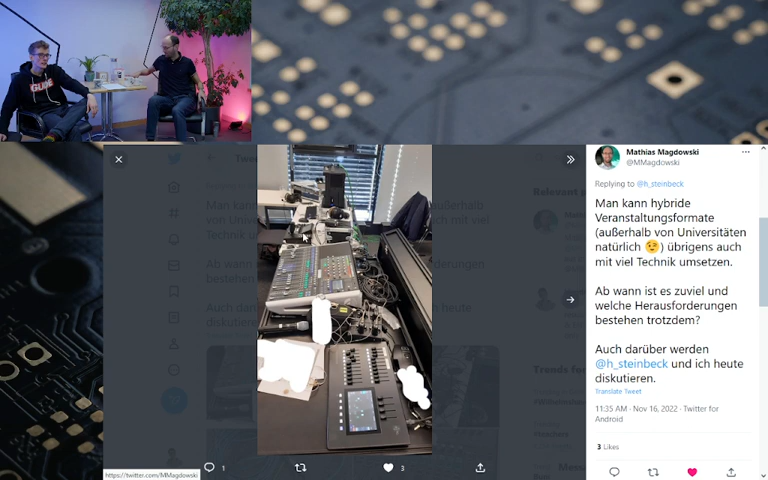 Mathias Magdowski
@MMagdowski
Replying to @h_steinbeck
Man kann hybride
Veranstaltungsformate
(außerhalb von Universitäten
natürlich 😉) übrigens auch
mit viel Technik umsetzen.
Ab wann ist es zuviel und
welche Herausforderungen
bestehen trotzdem?
Auch darüber werden
@h_steinbeck und ich heute
diskutieren.
Translate Tweet
11:35 AM · Nov 16, 2022 · Twitter for
Android
3 Likes
1
3
https://twitter.com/MMagdowski